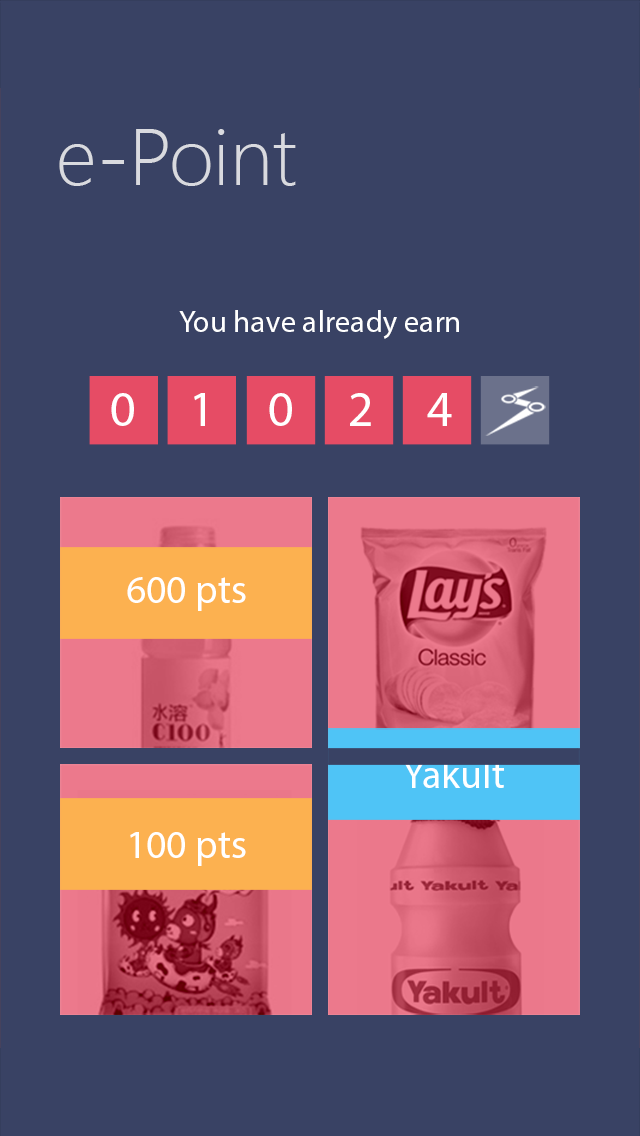 e-Point
You have already earn
0 1 0 2 4
600 pts
水溶
C100
Lay's
Classic
100 pts
Yakult
ult Yakult Ya
Yakult